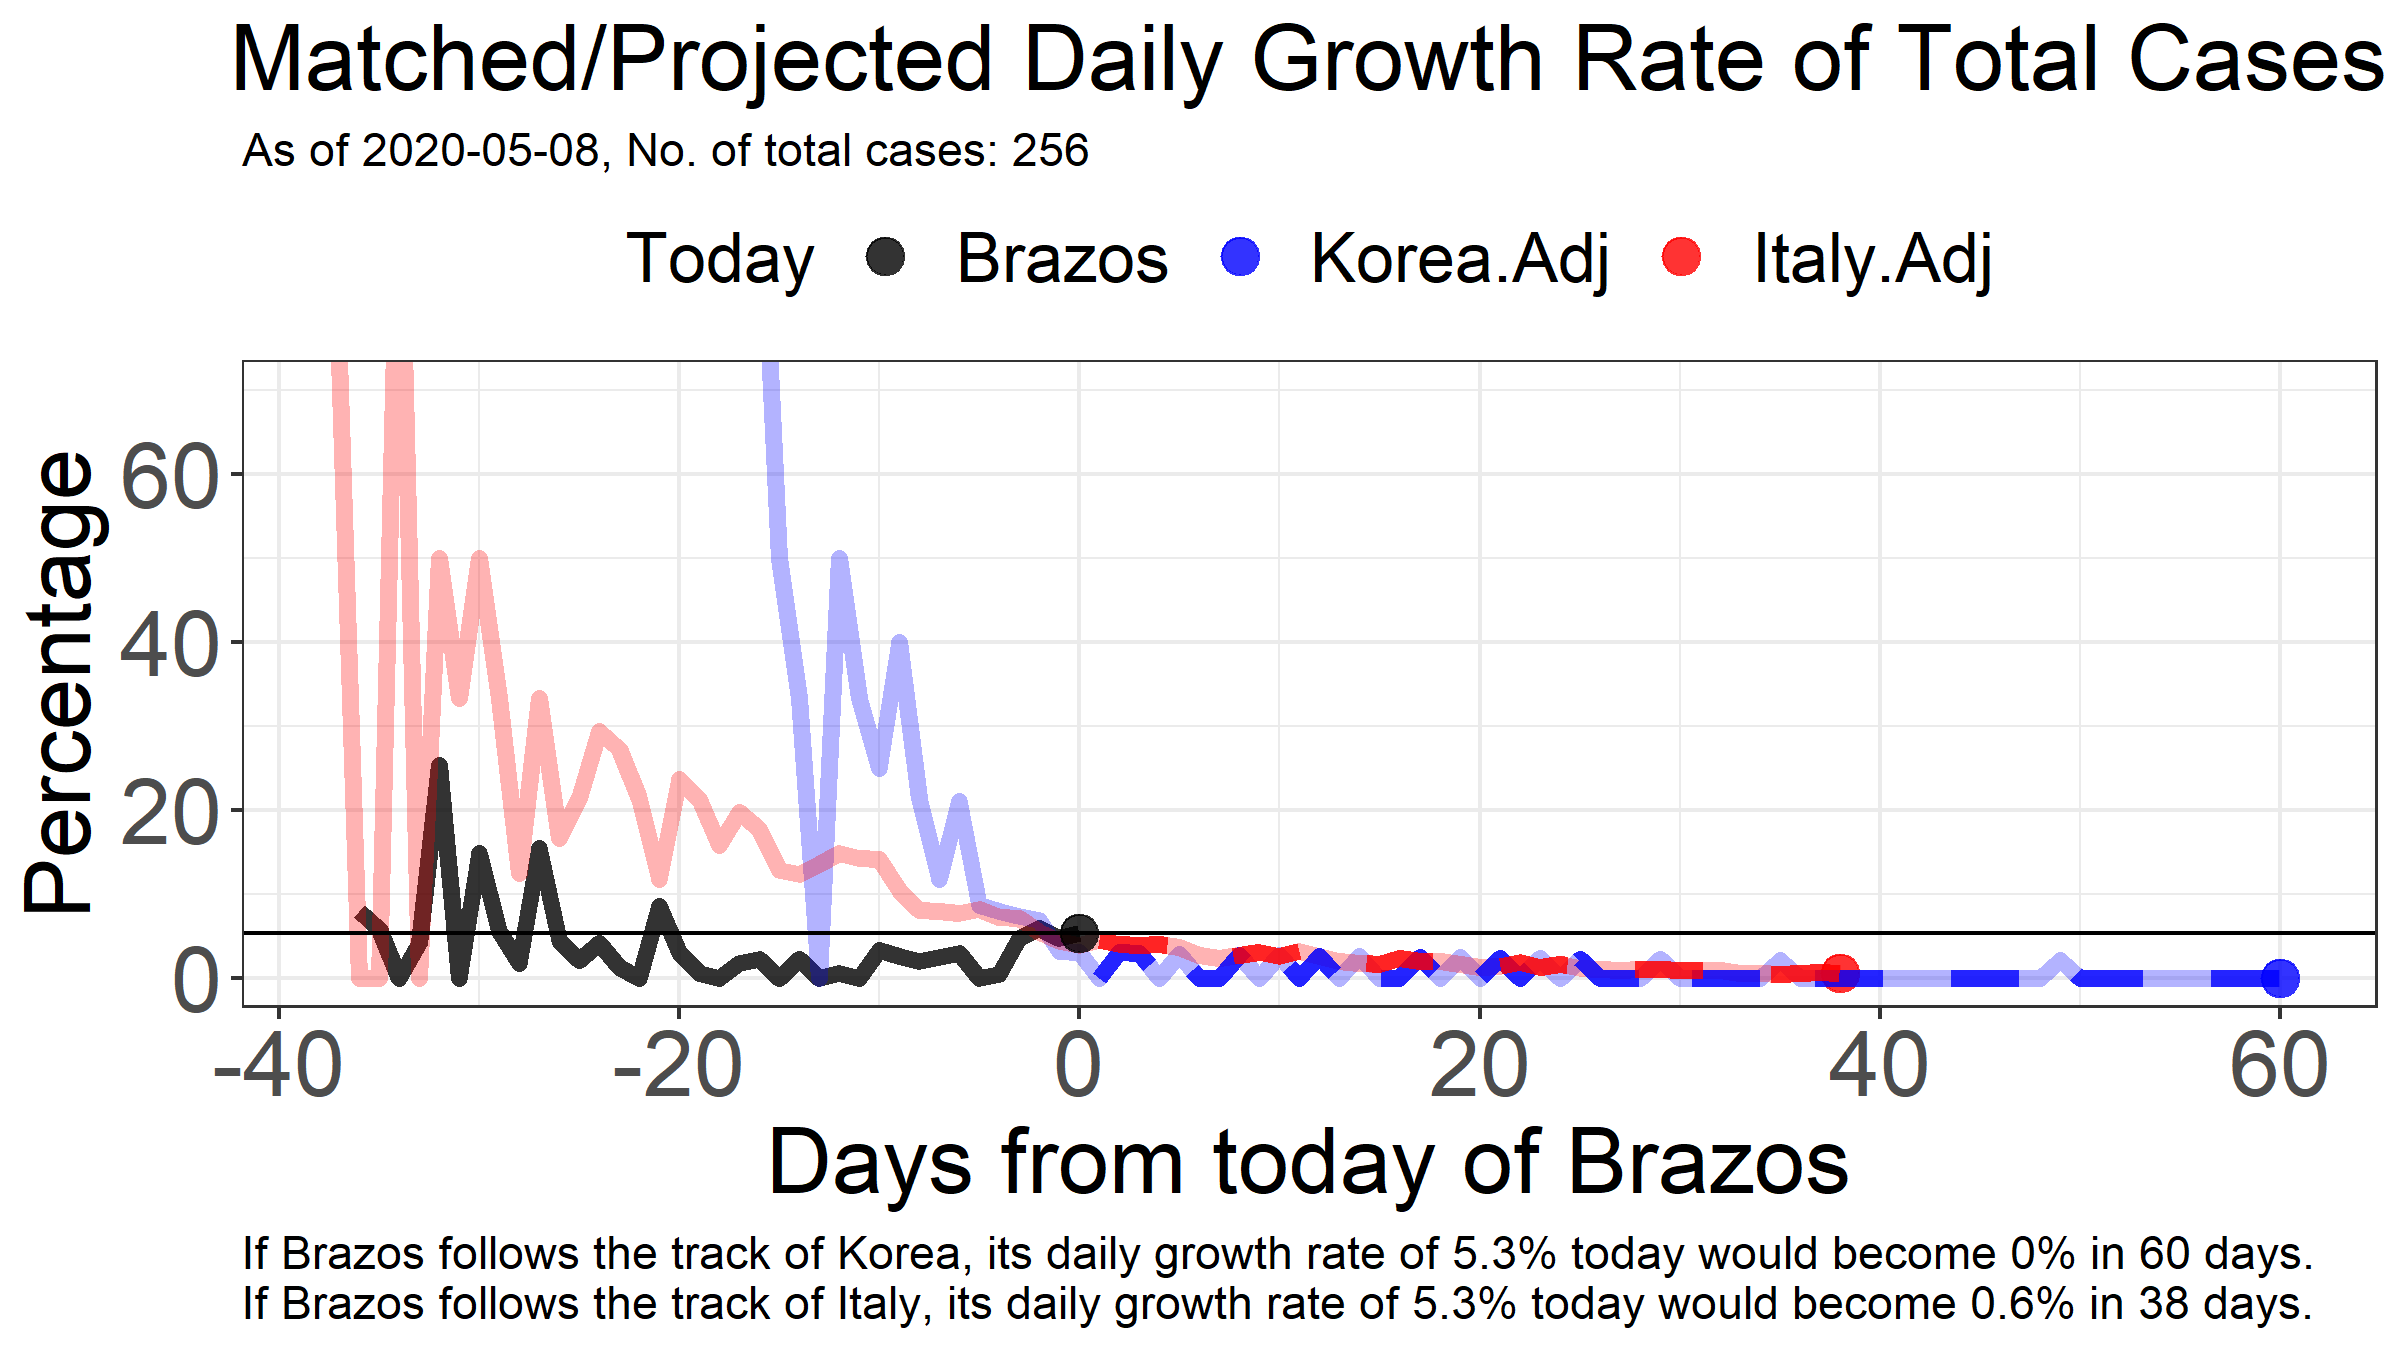 Matched/Projected Daily Growth Rate of Total Cases
As of 2020-05-08, No. of total cases: 256
Today Brazos Korea.Adj Italy.Adj
Percentage
60
40
20
0
-40 -20 0 20 40 60
Days from today of Brazos
If Brazos follows the track of Korea, its daily growth rate of 5.3% today would become 0% in 60 days.
If Brazos follows the track of Italy, its daily growth rate of 5.3% today would become 0.6% in 38 days.